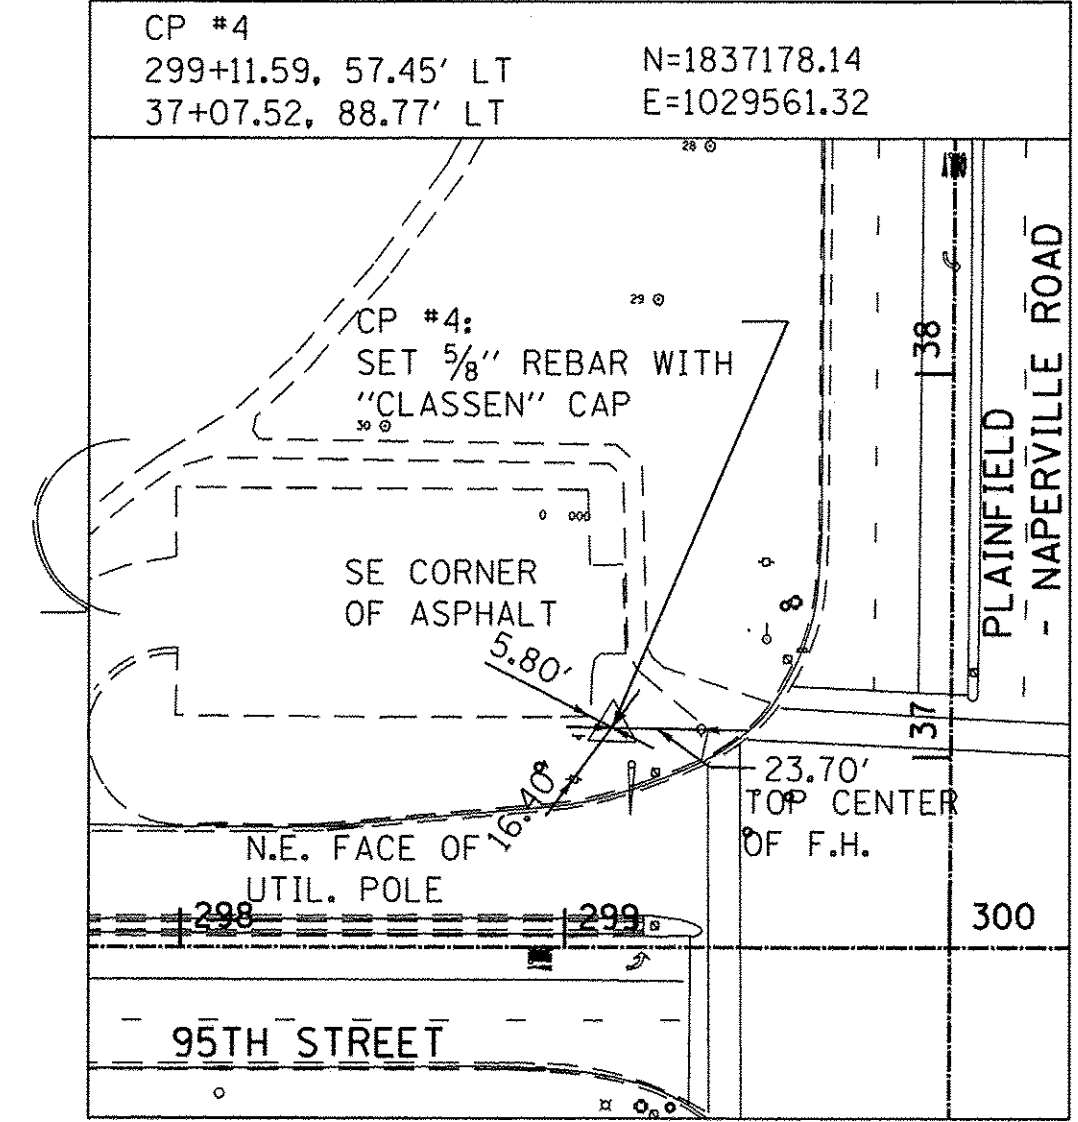 CP #4
299+11.59, 57.45' LT
37+07.52, 88.77' LT
N=1837178.14
E=1029561.32
28
29
CP #4:
SET 5/8'' REBAR WITH
''CLASSEN'' CAP
30
38
PLAINFIELD
- NAPERVILLE ROAD
SE CORNER
OF ASPHALT
5.80'
37
23.70'
TOP CENTER
OF F.H.
16.40'
N.E. FACE OF
UTIL. POLE
298
299
300
95TH STREET